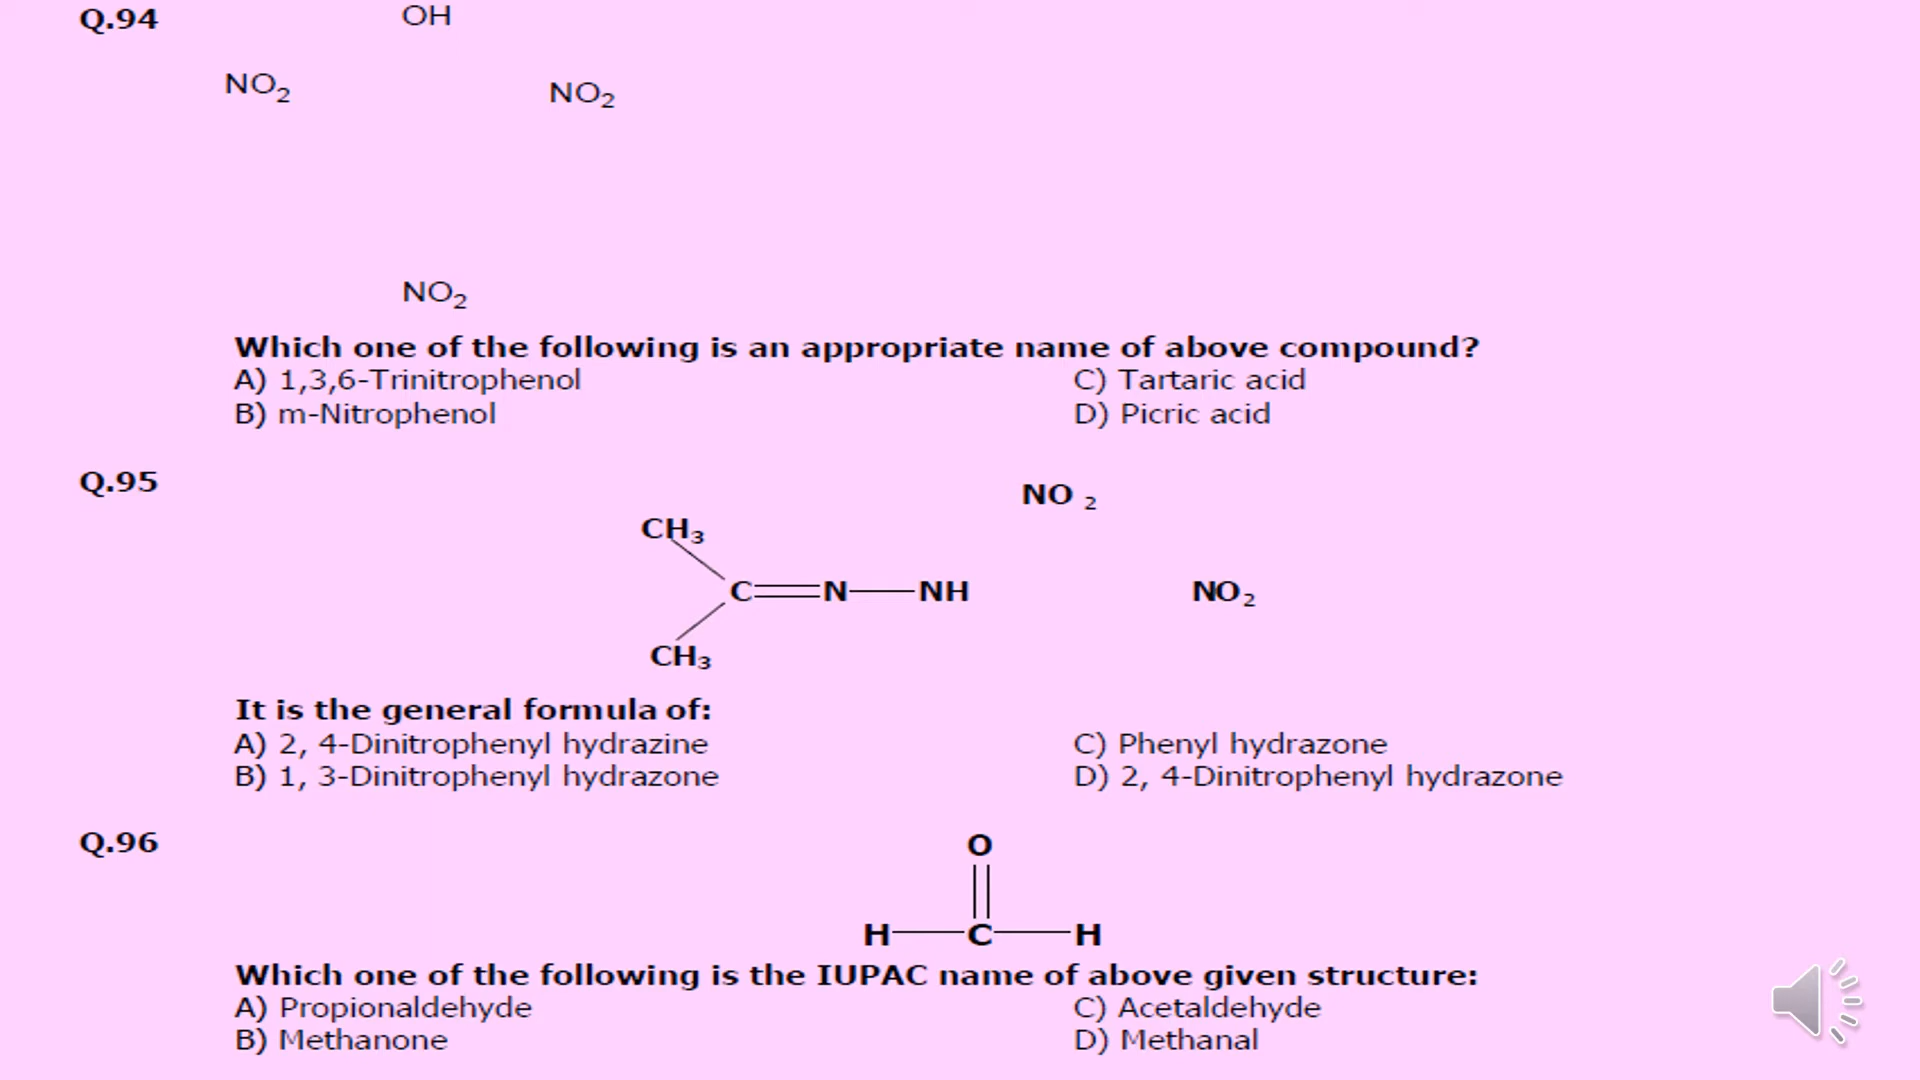 Q.94
OH
NO₂ NO₂
NO₂
Which one of the following is an appropriate name of above compound?
A) 1,3,6-Trinitrophenol C) Tartaric acid
B) m-Nitrophenol D) Picric acid
Q.95
NO ₂
CH₃
C N NH NO₂
CH₃
It is the general formula of:
A) 2, 4-Dinitrophenyl hydrazine C) Phenyl hydrazone
B) 1, 3-Dinitrophenyl hydrazone D) 2, 4-Dinitrophenyl hydrazone
Q.96
O
H C H
Which one of the following is the IUPAC name of above given structure:
A) Propionaldehyde C) Acetaldehyde
B) Methanone D) Methanal